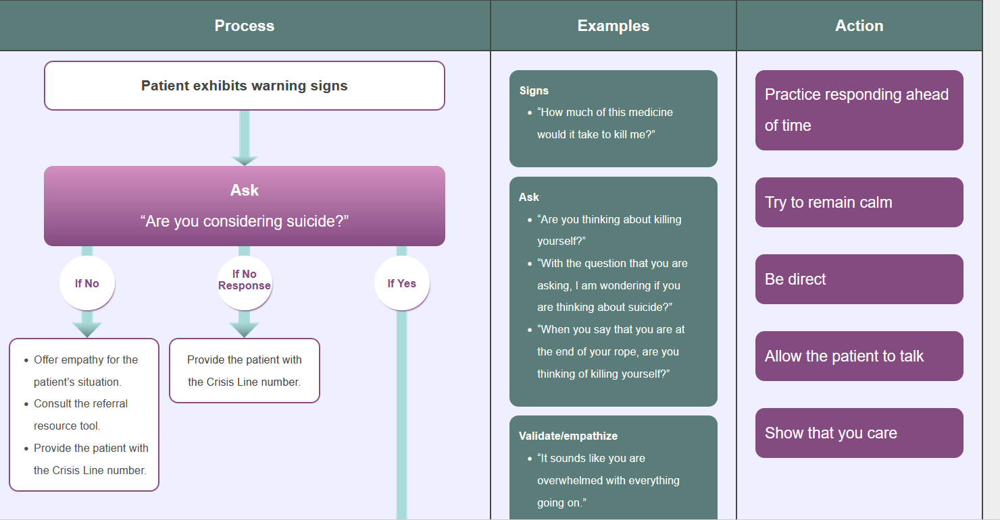 Process
Examples
Action
Patient exhibits warning signs
Ask
“Are you considering suicide?”
If No
If No
Response
If Yes
• Offer empathy for the
patient’s situation.
• Consult the referral
resource tool.
• Provide the patient with
the Crisis Line number.
Provide the patient with
the Crisis Line number.
Signs
• “How much of this medicine
would it take to kill me?”
Ask
• “Are you thinking about killing
yourself?”
• “With the question that you are
asking, I am wondering if you
are thinking about suicide?”
• “When you say that you are at
the end of your rope, are you
thinking of killing yourself?”
Validate/empathize
• “It sounds like you are
overwhelmed with everything
going on.”
Practice responding ahead
of time
Try to remain calm
Be direct
Allow the patient to talk
Show that you care